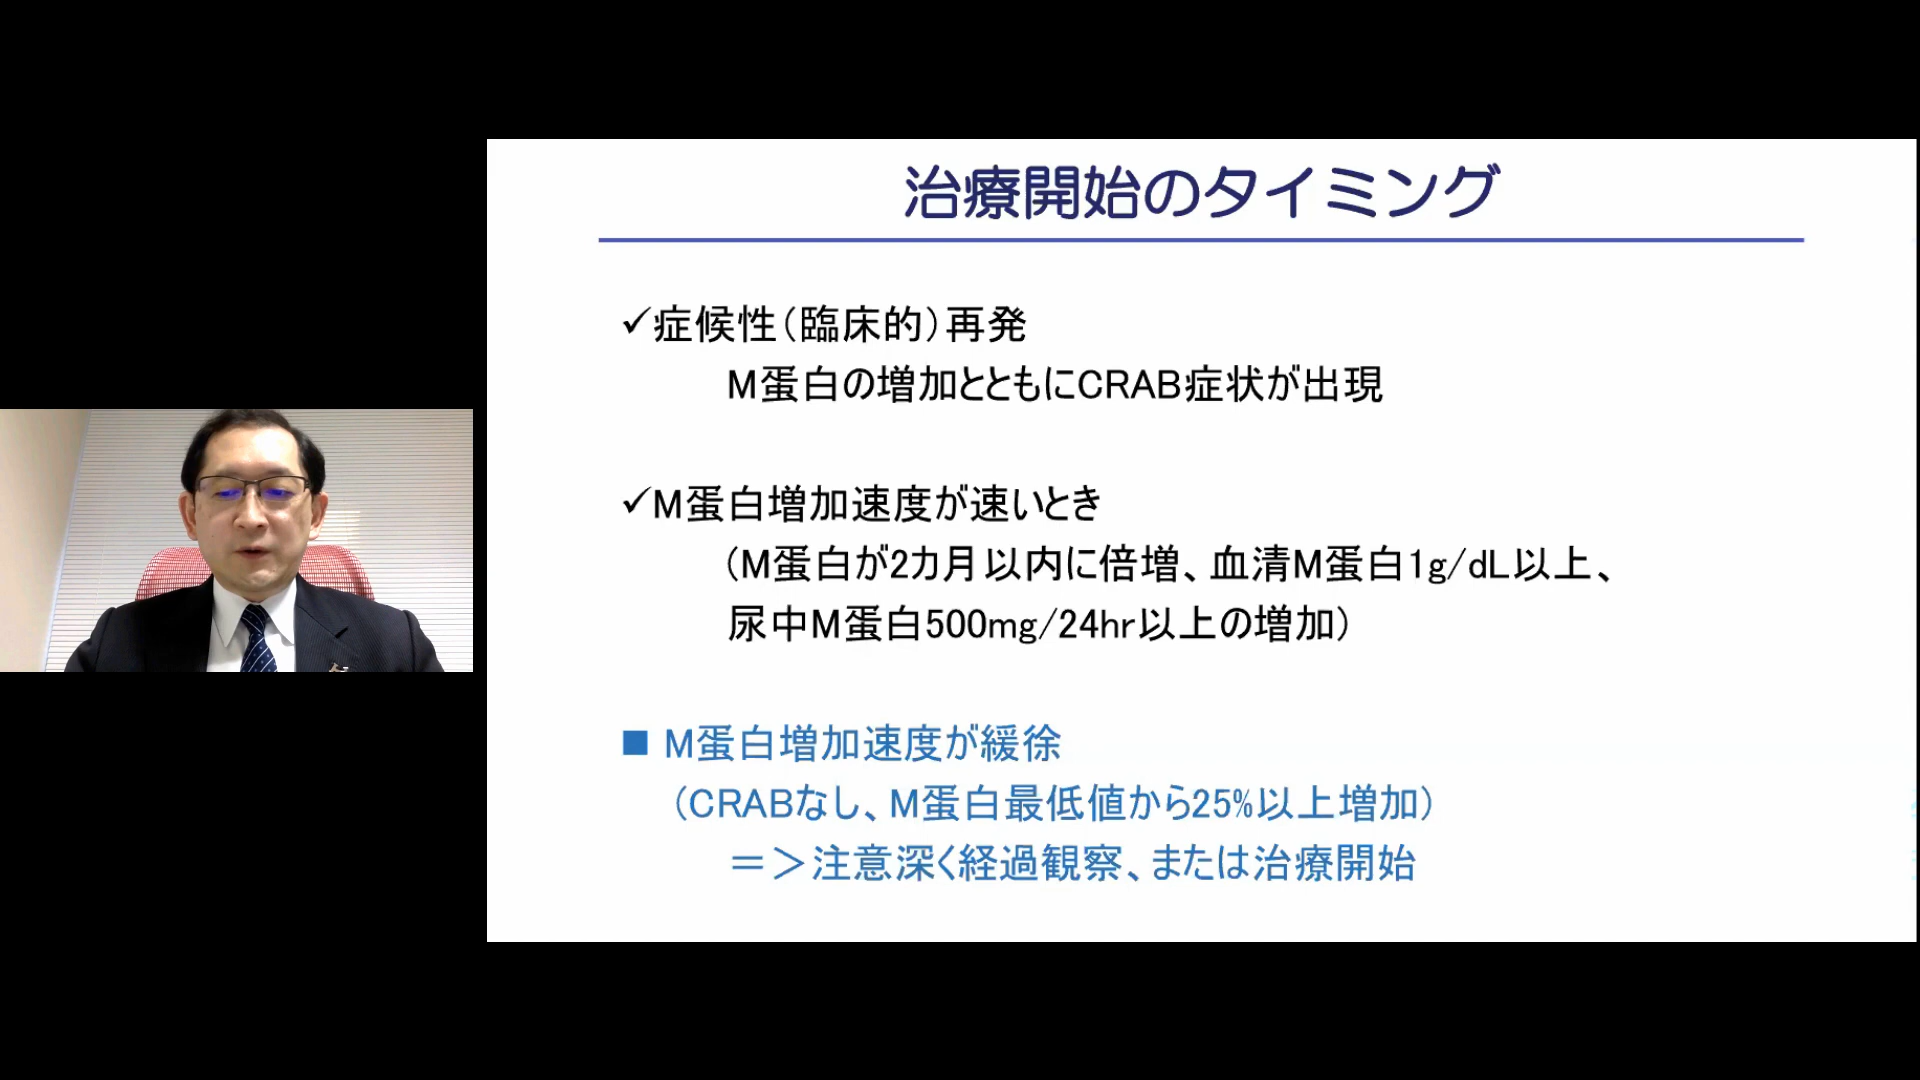 治療開始のタイミング
✓症候性(臨床的)再発
M蛋白の増加とともにCRAB症状が出現
✓M蛋白増加速度が速いとき
(M蛋白が2カ月以内に倍増、血清M蛋白1g/dL以上、
尿中M蛋白500mg/24hr以上の増加)
■ M蛋白増加速度が緩徐
(CRABなし、M蛋白最低値から25%以上増加)
＝＞注意深く経過観察、または治療開始